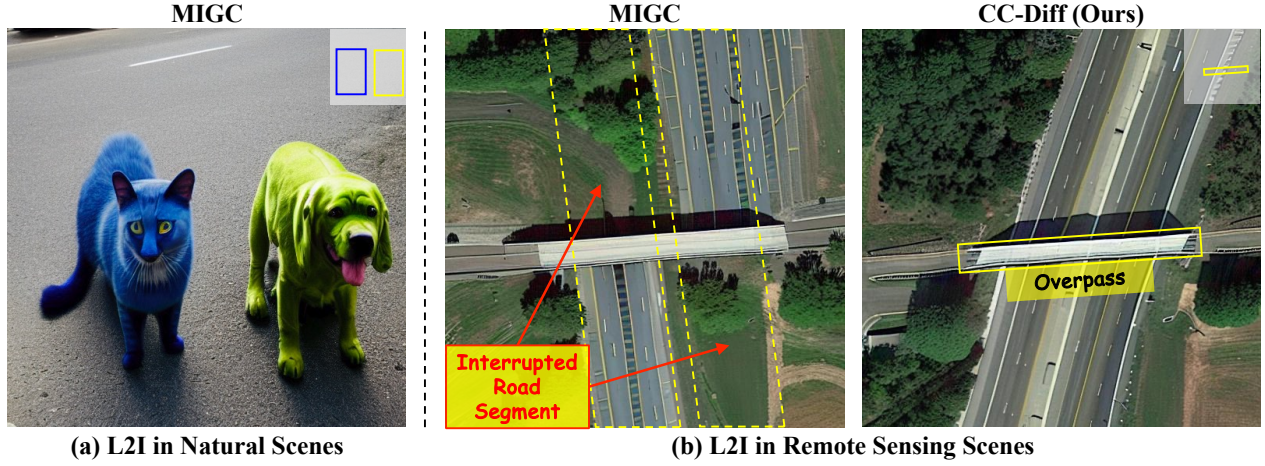 MIGC
MIGC
CC-Diff (Ours)
Interrupted
Road
Segment
Overpass
(a) L2I in Natural Scenes
(b) L2I in Remote Sensing Scenes